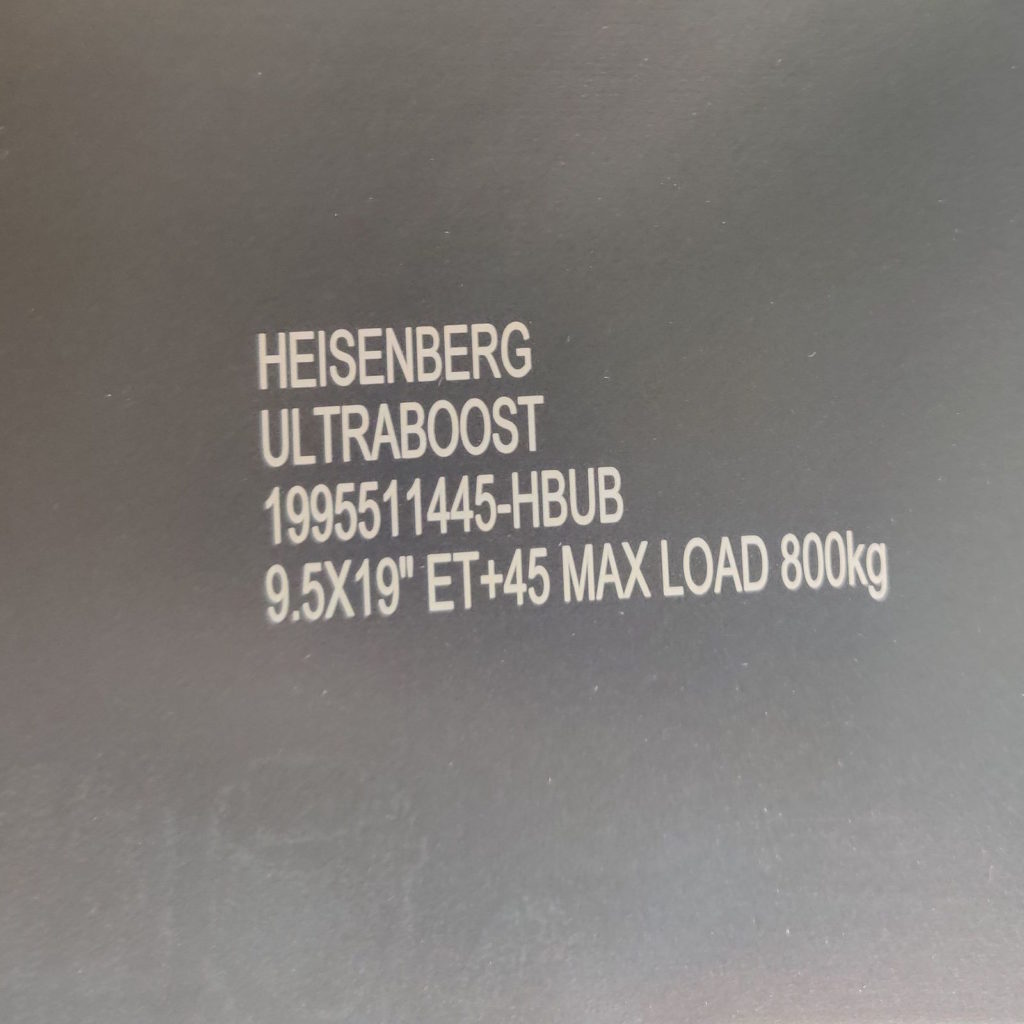 HEISENBERG
ULTRABOOST
1995511445-HBUB
9.5X19" ET+45 MAX LOAD 800kg